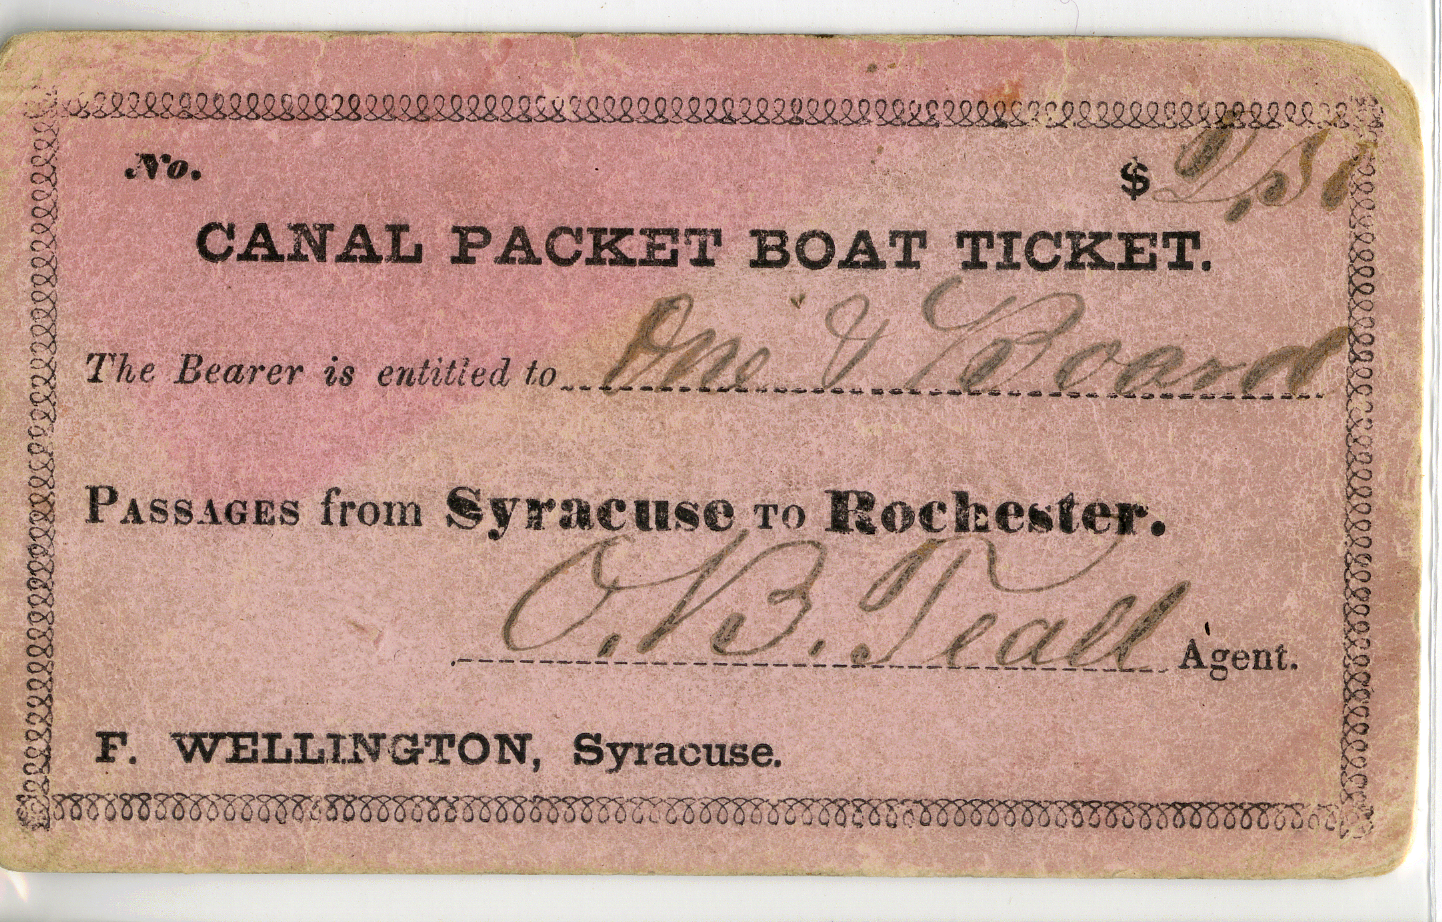 No.
$ 2,50
CANAL PACKET BOAT TICKET.
The Bearer is entitled to One & Board
PASSAGES from Syracuse TO Rochester.
O. B. Teall Agent.
F. WELLINGTON, Syracuse.